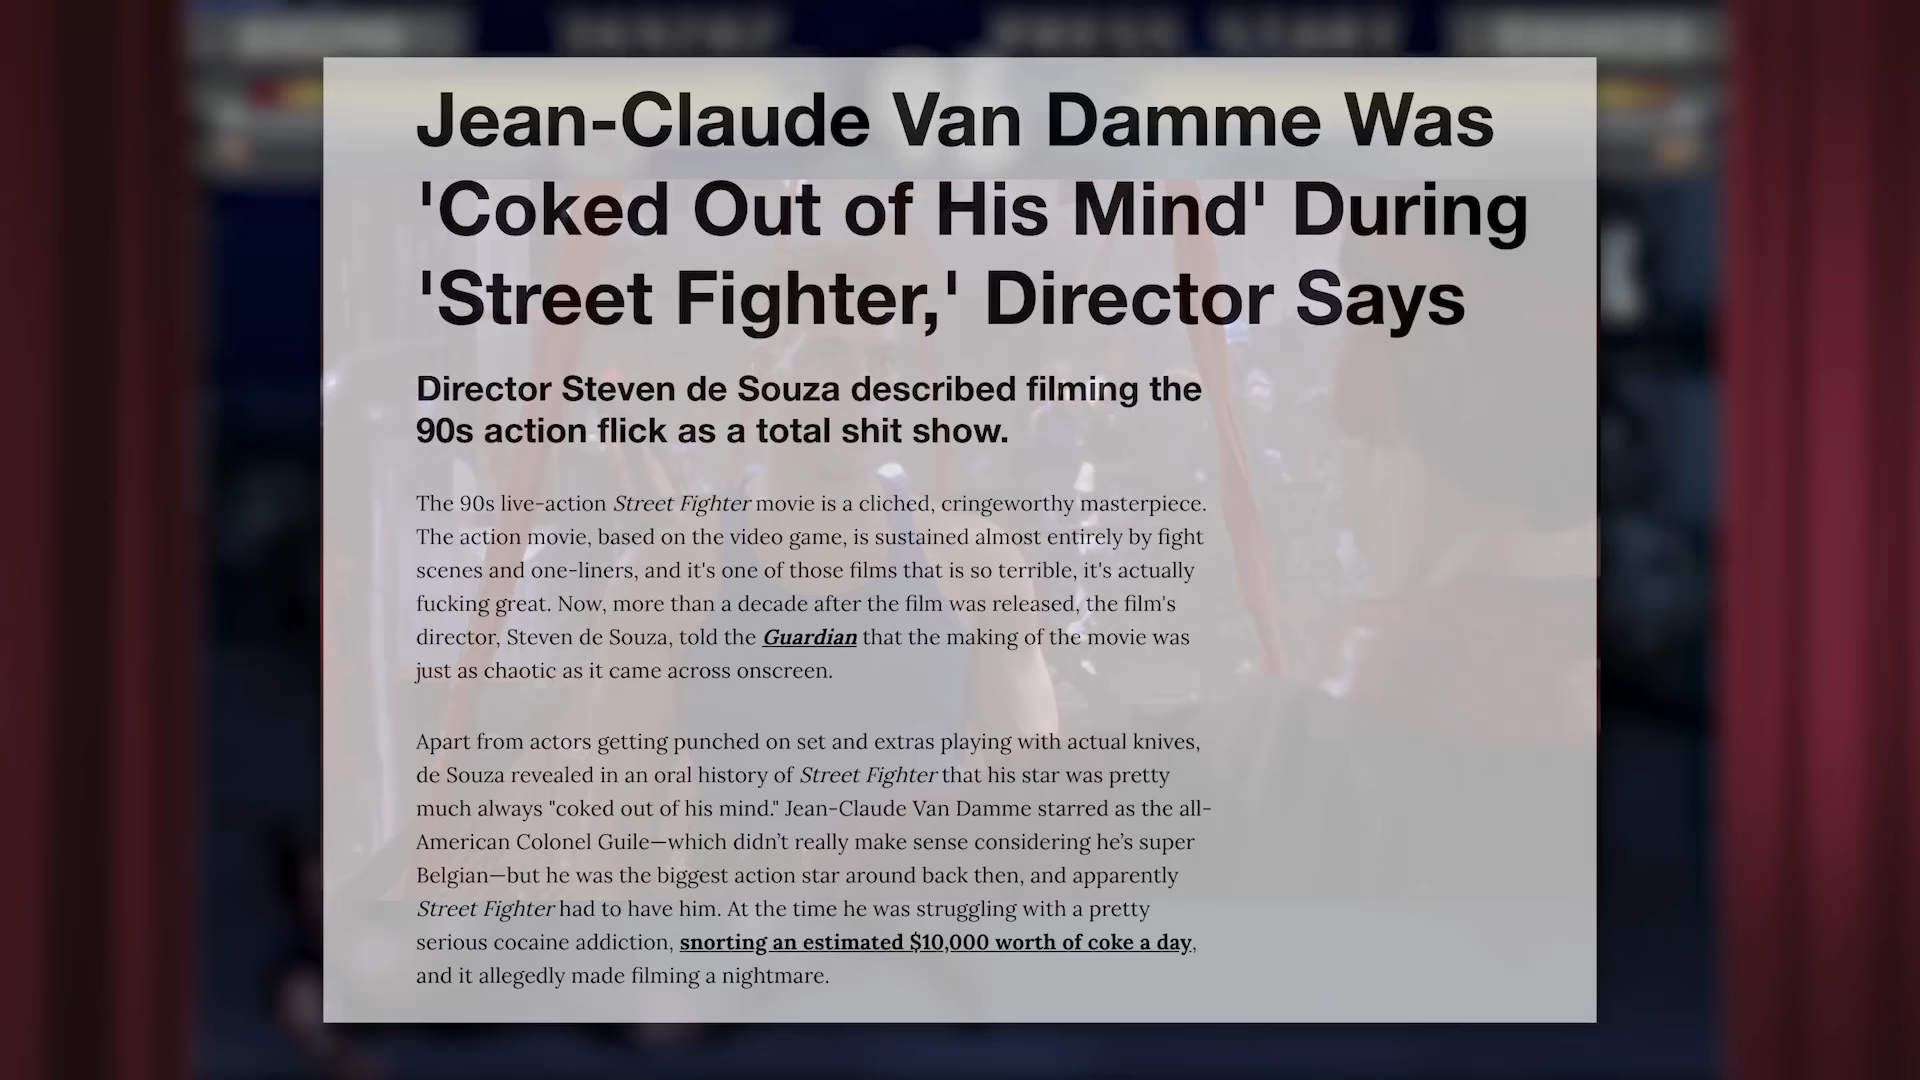 PRESS START
Jean-Claude Van Damme Was
'Coked Out of His Mind' During
'Street Fighter,' Director Says
Director Steven de Souza described filming the
90s action flick as a total shit show.
The 90s live-action Street Fighter movie is a cliched, cringeworthy masterpiece.
The action movie, based on the video game, is sustained almost entirely by fight
scenes and one-liners, and it's one of those films that is so terrible, it's actually
fucking great. Now, more than a decade after the film was released, the film's
director, Steven de Souza, told the Guardian that the making of the movie was
just as chaotic as it came across onscreen.
Apart from actors getting punched on set and extras playing with actual knives,
de Souza revealed in an oral history of Street Fighter that his star was pretty
much always "coked out of his mind." Jean-Claude Van Damme starred as the all-
American Colonel Guile—which didn’t really make sense considering he’s super
Belgian—but he was the biggest action star around back then, and apparently
Street Fighter had to have him. At the time he was struggling with a pretty
serious cocaine addiction, snorting an estimated $10,000 worth of coke a day,
and it allegedly made filming a nightmare.